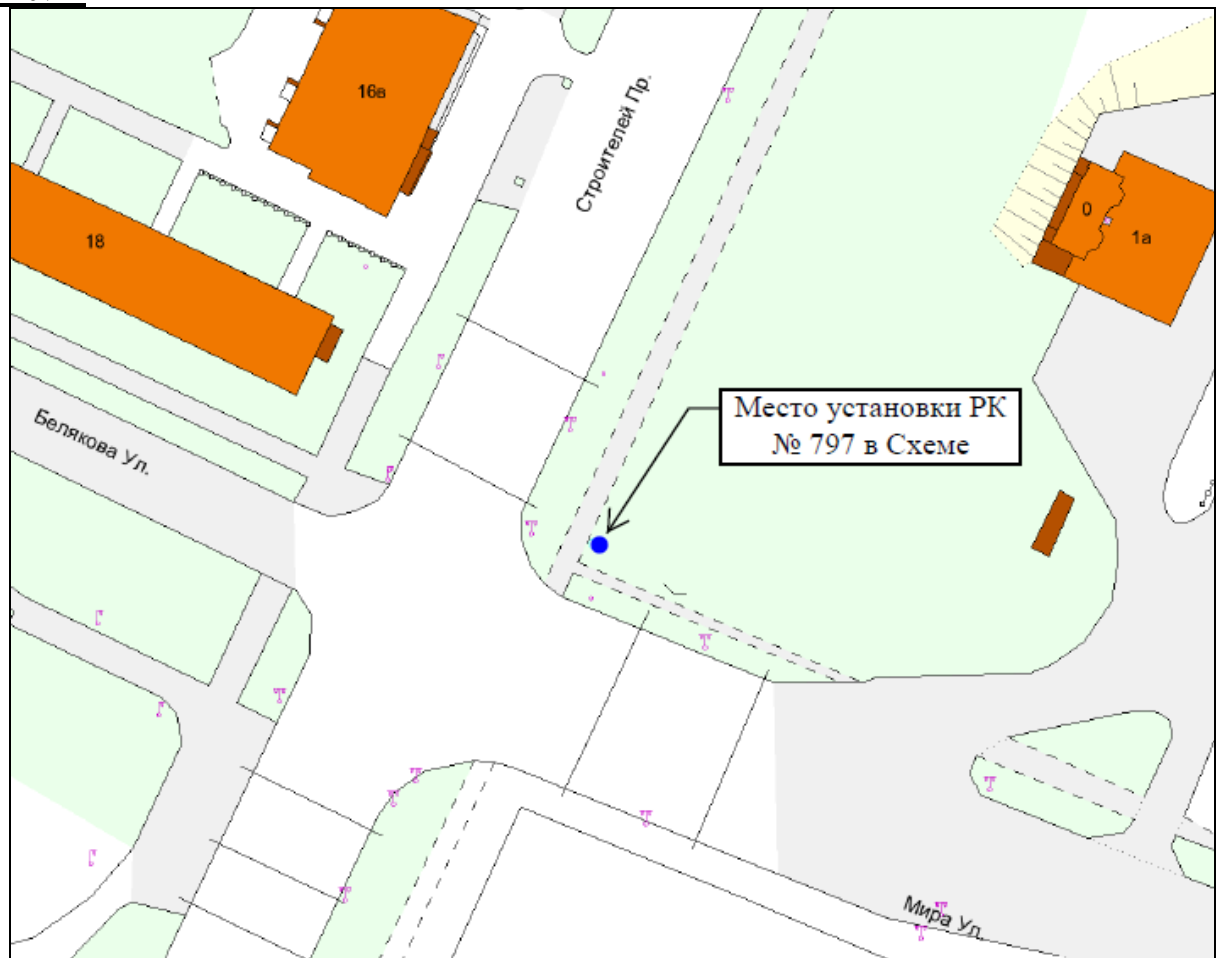 16в
Строителей Пр.
0
1а
18
Место установки РК
№ 797 в Схеме
Белякова Ул.
Мира Ул.